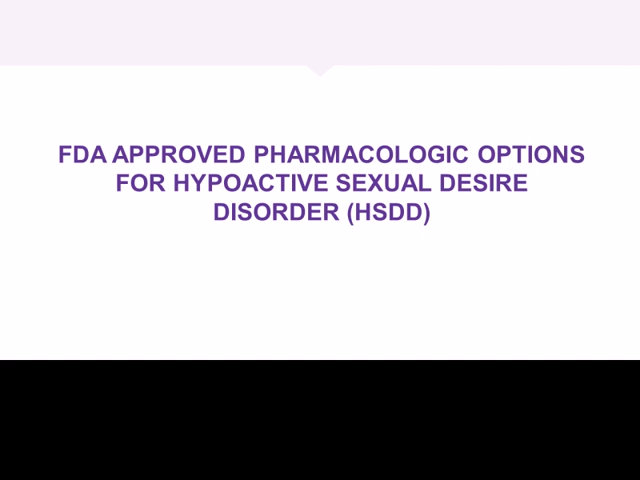 FDA APPROVED PHARMACOLOGIC OPTIONS
FOR HYPOACTIVE SEXUAL DESIRE
DISORDER (HSDD)